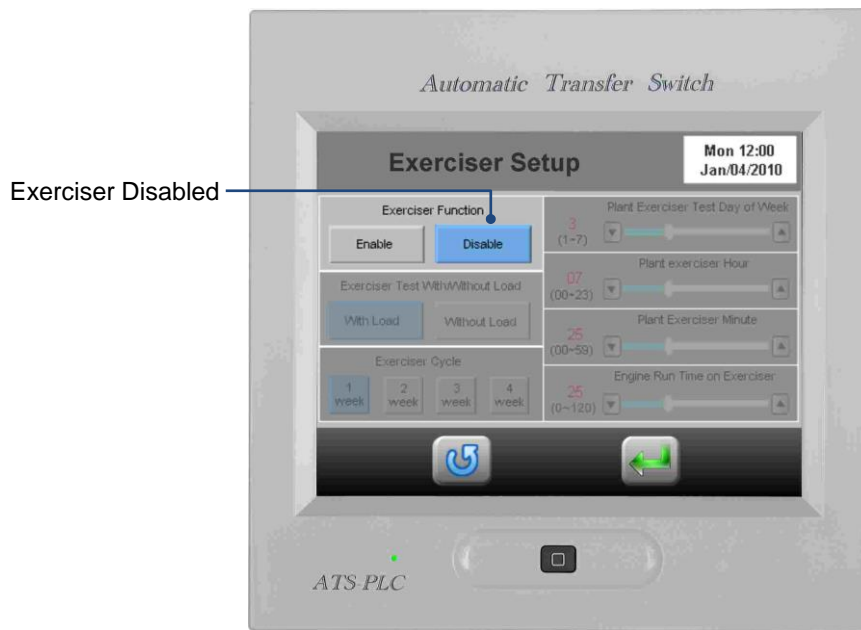 Automatic Transfer Switch
Exerciser Setup
Mon 12:00
Jan/04/2010
Exerciser Disabled
Exerciser Function
Enable
Disable
Exerciser Test With/Without Load
With Load
Without Load
Exerciser Cycle
1 week
2 week
3 week
4 week
Plant Exerciser Test Day of Week
3
(1~7)
Plant exerciser Hour
07
(00~23)
Plant Exerciser Minute
25
(00~59)
Engine Run Time on Exerciser
25
(0~120)
ATS-PLC